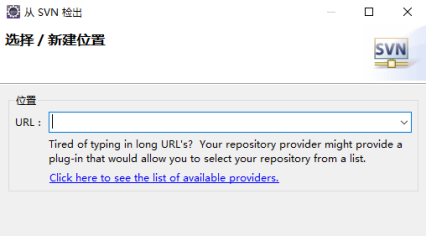 从 SVN 检出
选择 / 新建位置
SVN
位置
URL :
Tired of typing in long URL's?  Your repository provider might provide a
plug-in that would allow you to select your repository from a list.
Click here to see the list of available providers.